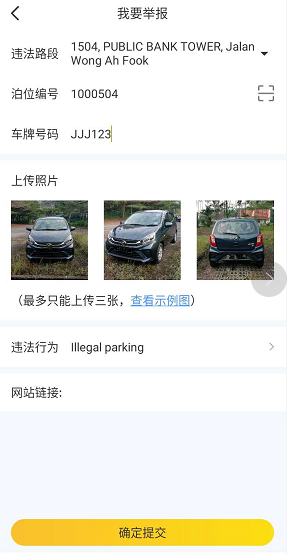 我要举报
违法路段 1504, PUBLIC BANK TOWER, Jalan
Wong Ah Fook
泊位编号 1000504
车牌号码 JJJ123
上传照片
（最多只能上传三张，查看示例图）
违法行为 Illegal parking
网站链接:
确定提交